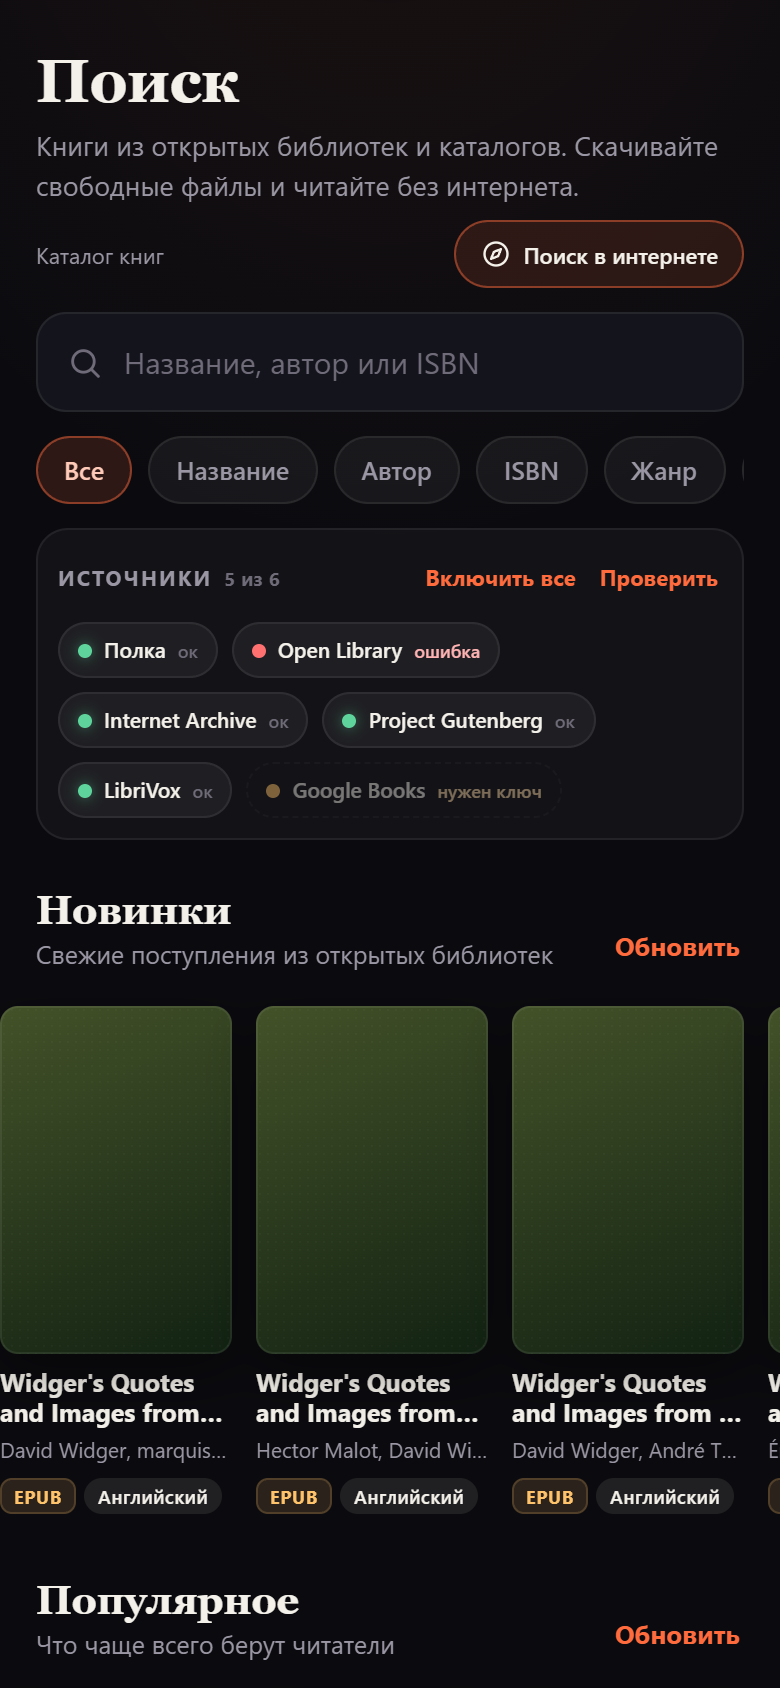 Поиск
Книги из открытых библиотек и каталогов. Скачивайте
свободные файлы и читайте без интернета.
Каталог книг
Поиск в интернете
Название, автор или ISBN
Все Название Автор ISBN Жанр
ИСТОЧНИКИ 5 из 6 Включить все Проверить
Полка ок Open Library ошибка
Internet Archive ок Project Gutenberg ок
LibriVox ок Google Books нужен ключ
Новинки
Свежие поступления из открытых библиотек
Обновить
Widger's Quotes
and Images from...
David Widger, marquis...
EPUB Английский
Widger's Quotes
and Images from...
Hector Malot, David Wi...
EPUB Английский
Widger's Quotes
and Images from ...
David Widger, André T...
EPUB Английский
Популярное
Что чаще всего берут читатели
Обновить